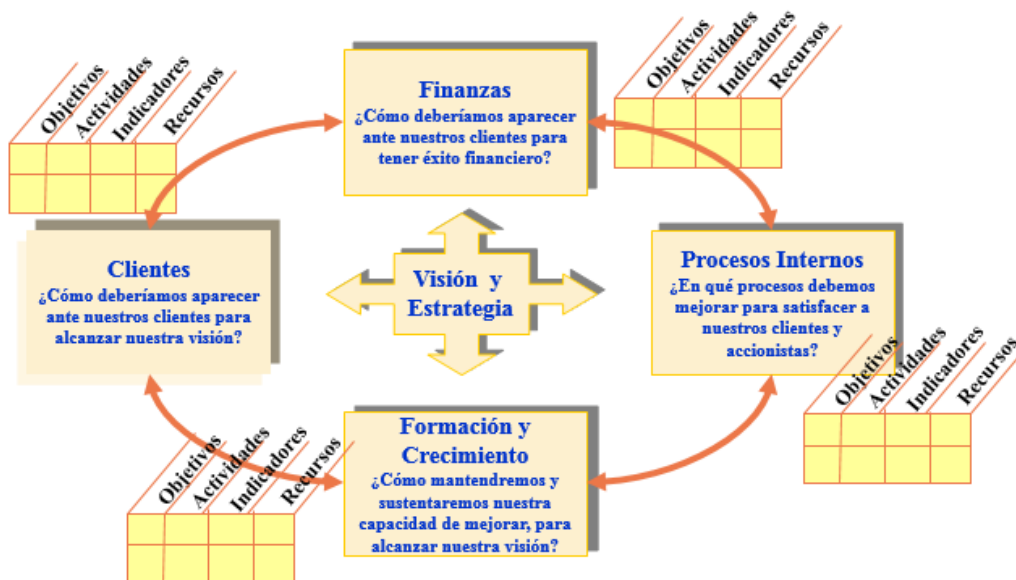 Objetivos
Actividades
Indicadores
Recursos
Finanzas
¿Cómo deberíamos aparecer
ante nuestros clientes para
tener éxito financiero?
Objetivos
Actividades
Indicadores
Recursos
Clientes
¿Cómo deberíamos aparecer
ante nuestros clientes para
alcanzar nuestra visión?
Visión y
Estrategia
Procesos Internos
¿En qué procesos debemos
mejorar para satisfacer a
nuestros clientes y
accionistas?
Objetivos
Actividades
Indicadores
Recursos
Formación y
Crecimiento
¿Cómo mantendremos y
sustentaremos nuestra
capacidad de mejorar, para
alcanzar nuestra visión?
Objetivos
Actividades
Indicadores
Recursos